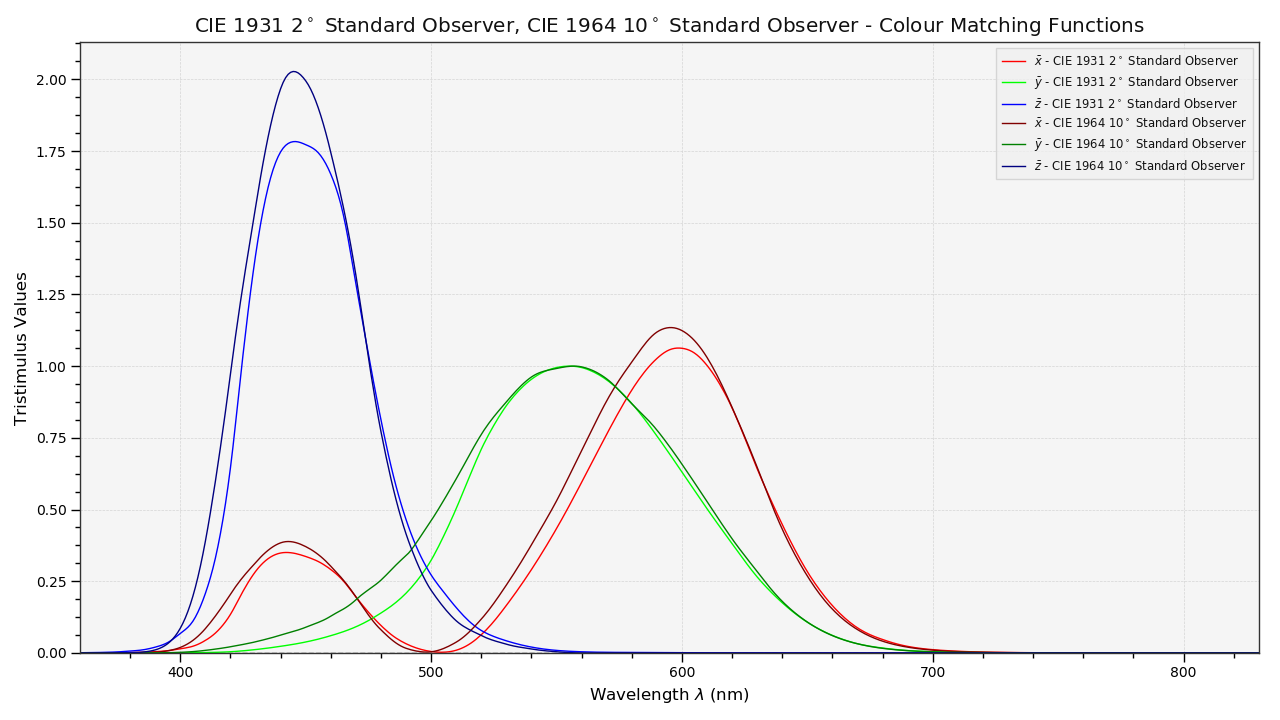 CIE 1931 2° Standard Observer, CIE 1964 10° Standard Observer - Colour Matching Functions
x̄ - CIE 1931 2° Standard Observer
ȳ - CIE 1931 2° Standard Observer
z̄ - CIE 1931 2° Standard Observer
x̄ - CIE 1964 10° Standard Observer
ȳ - CIE 1964 10° Standard Observer
z̄ - CIE 1964 10° Standard Observer
Tristimulus Values
2.00
1.75
1.50
1.25
1.00
0.75
0.50
0.25
0.00
400 500 600 700 800
Wavelength λ (nm)